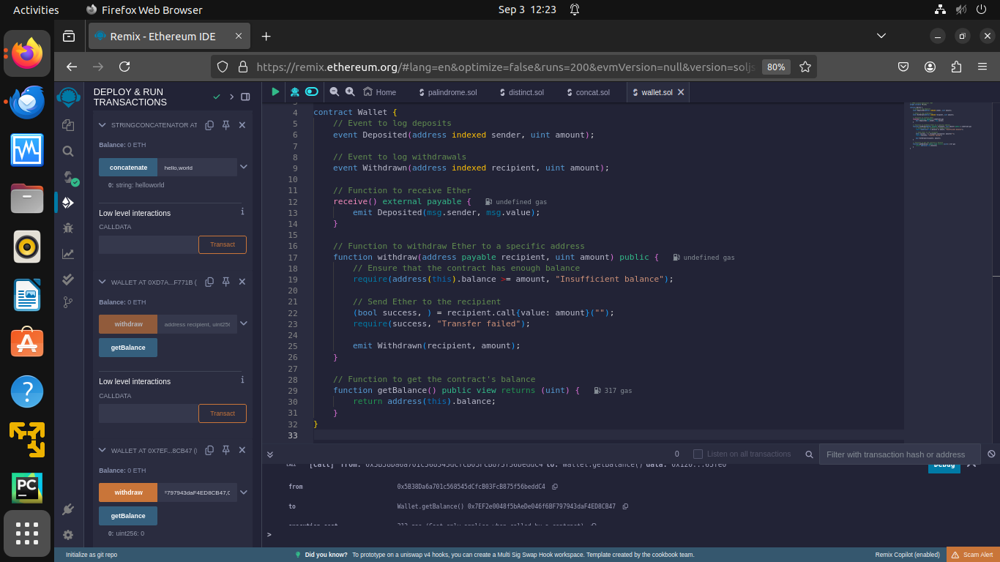 Activities
Firefox Web Browser
Sep 3 12:23
Remix - Ethereum IDE
https://remix.ethereum.org/#lang=en&optimize=false&runs=200&evmVersion=null&version=soljs
80%
DEPLOY & RUN
TRANSACTIONS
STRINGCONCATENATOR AT
Balance: 0 ETH
concatenate
hello,world
0: string: helloworld
Low level interactions
i
CALLDATA
Transact
WALLET AT 0XD7A...F771B (
Balance: 0 ETH
withdraw
address recipient, uint256
getBalance
Low level interactions
i
CALLDATA
Transact
WALLET AT 0X7EF...8CB47 (
Balance: 0 ETH
withdraw
F797943daF4ED8CB47,0
getBalance
0: uint256: 0
Home
palindrome.sol
distinct.sol
concat.sol
wallet.sol
3
4 contract Wallet {
5 // Event to log deposits
6 event Deposited(address indexed sender, uint amount);
7
8 // Event to log withdrawals
9 event Withdrawn(address indexed recipient, uint amount);
10
11 // Function to receive Ether
12 receive() external payable { undefined gas
13 emit Deposited(msg.sender, msg.value);
14 }
15
16 // Function to withdraw Ether to a specific address
17 function withdraw(address payable recipient, uint amount) public { undefined gas
18 // Ensure that the contract has enough balance
19 require(address(this).balance >= amount, "Insufficient balance");
20
21 // Send Ether to the recipient
22 (bool success, ) = recipient.call{value: amount}("");
23 require(success, "Transfer failed");
24
25 emit Withdrawn(recipient, amount);
26 }
27
28 // Function to get the contract's balance
29 function getBalance() public view returns (uint) { 317 gas
30 return address(this).balance;
31 }
32 }
33
0
Listen on all transactions
Filter with transaction hash or address
[call] from: 0x5B38Da6a701c568545dCfcB03FcB875f56beddC4 to: Wallet.getBalance() data: 0x120...65fe0
Debug
from 0x5B38Da6a701c568545dCfcB03FcB875f56beddC4
to Wallet.getBalance() 0x7EF2e0048f5bAeDe046f6BF797943daF4ED8CB47
>
Initialize as git repo
Did you know? To prototype on a uniswap v4 hooks, you can create a Multi Sig Swap Hook workspace. Template created by the cookbook team.
Remix Copilot (enabled)
Scam Alert